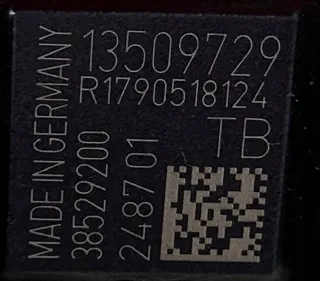 13509729
R1790518124
TB
MADE IN GERMANY
38529200
2487 01